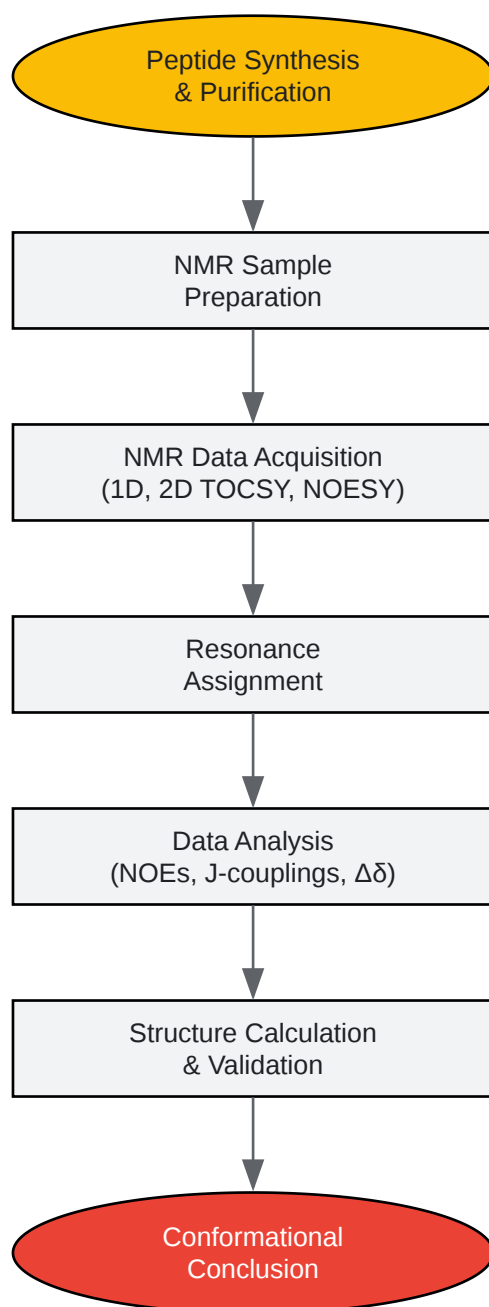 Peptide Synthesis
& Purification
NMR Sample
Preparation
NMR Data Acquisition
(1D, 2D TOCSY, NOESY)
Resonance
Assignment
Data Analysis
(NOEs, J-couplings, Δδ)
Structure Calculation
& Validation
Conformational
Conclusion